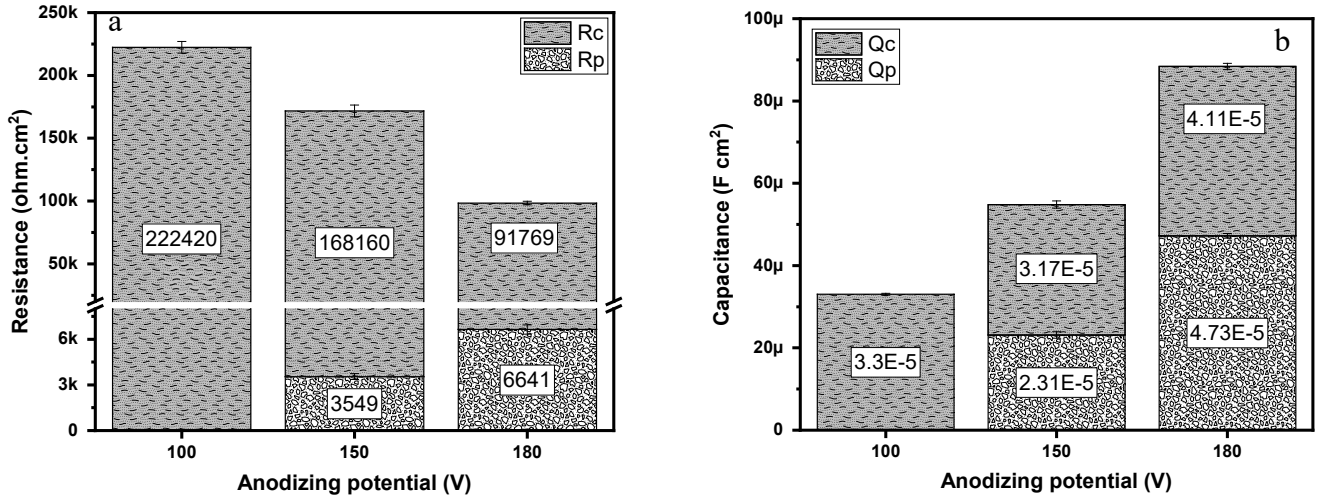 a
Rc
Rp
Resistance (ohm.cm²)
250k
200k
150k
100k
50k
6k
3k
0
222420
168160
91769
3549
6641
100
150
180
Anodizing potential (V)
b
Qc
Qp
Capacitance (F cm²)
100µ
80µ
60µ
40µ
20µ
0
4.11E-5
3.17E-5
3.3E-5
4.73E-5
2.31E-5
100
150
180
Anodizing potential (V)